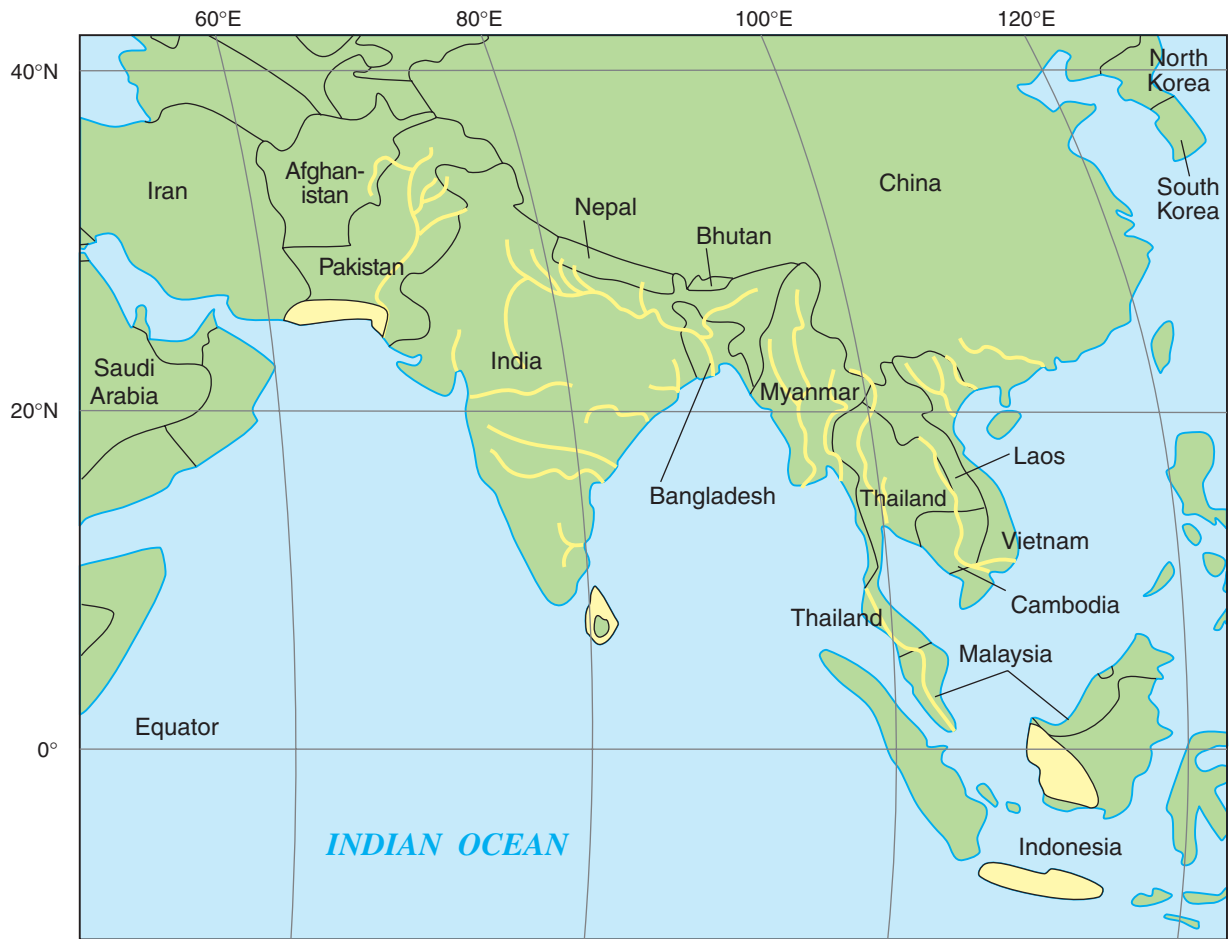 60°E 80°E 100°E 120°E
40°N
North
Korea
Iran
Afghan-
istan
China
South
Korea
Nepal
Bhutan
Pakistan
Saudi
Arabia
India
Myanmar
20°N
Laos
Bangladesh
Thailand
Vietnam
Cambodia
Thailand
Malaysia
Equator
0°
INDIAN OCEAN
Indonesia